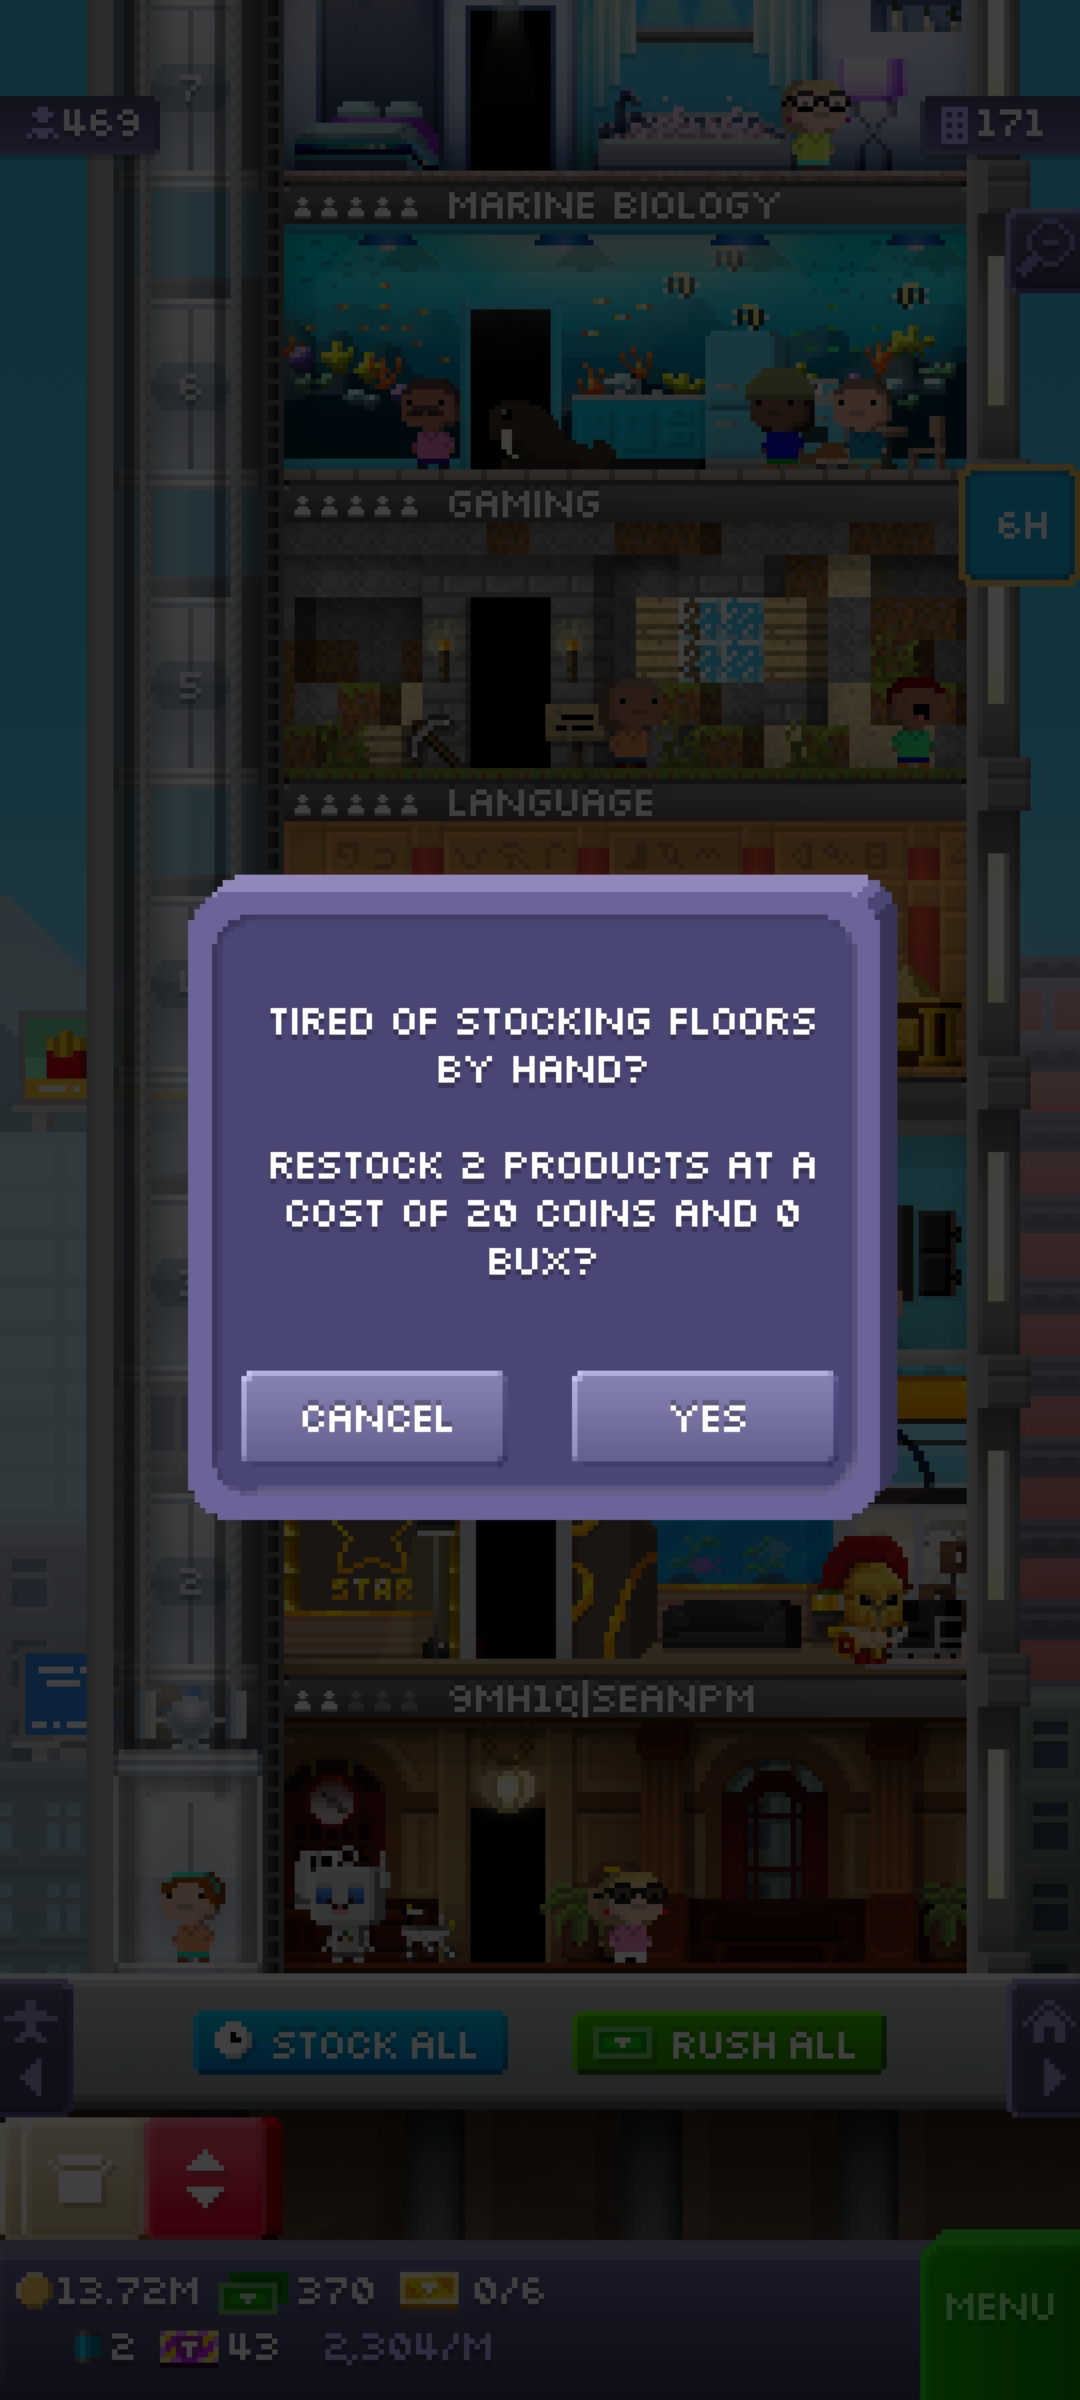 7
469
171
MARINE BIOLOGY
6
GAMING
6H
5
LANGUAGE
TIRED OF STOCKING FLOORS
BY HAND?
RESTOCK 2 PRODUCTS AT A
COST OF 20 COINS AND 0
BUX?
CANCEL
YES
STAR
2
9MH1Q|SEANPM
STOCK ALL
RUSH ALL
13.72M
370
0/6
MENU
2
43
2,304/M